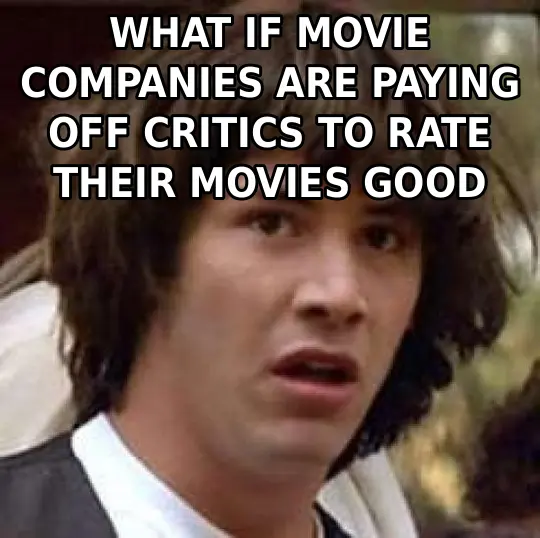 WHAT IF MOVIE
COMPANIES ARE PAYING
OFF CRITICS TO RATE
THEIR MOVIES GOOD